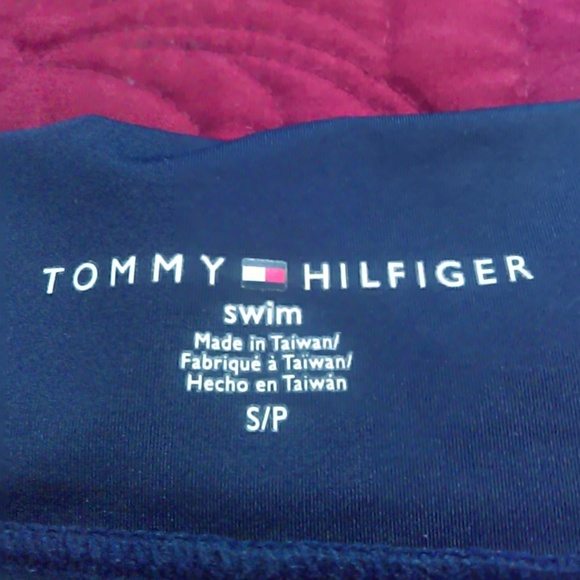 TOMMY HILFIGER
swim
Made in Taiwan/
Fabriqué à Taïwan/
Hecho en Taiwán
S/P